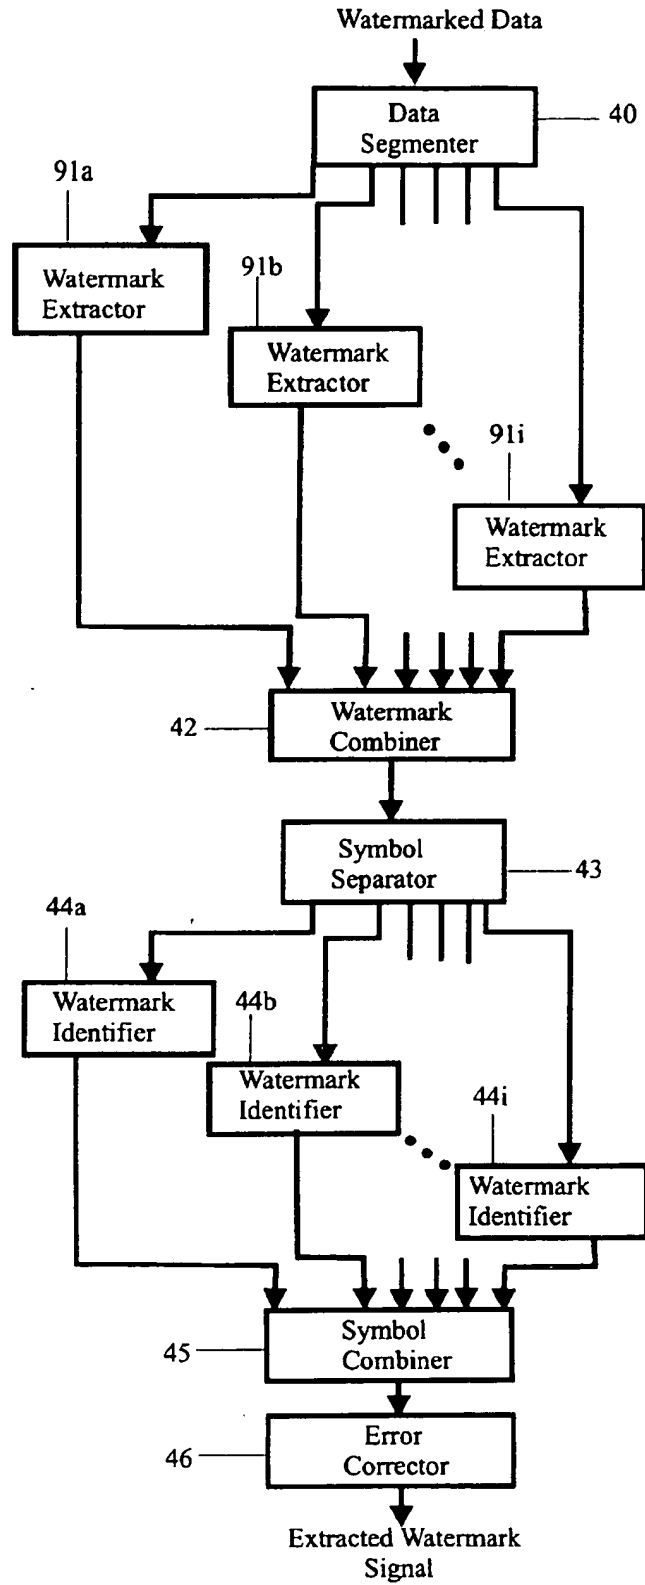 Watermarked Data
Data
Segmenter
40
91a
Watermark
Extractor
91b
Watermark
Extractor
91i
Watermark
Extractor
42
Watermark
Combiner
Symbol
Separator
43
44a
Watermark
Identifier
44b
Watermark
Identifier
44i
Watermark
Identifier
45
Symbol
Combiner
46
Error
Corrector
Extracted Watermark
Signal